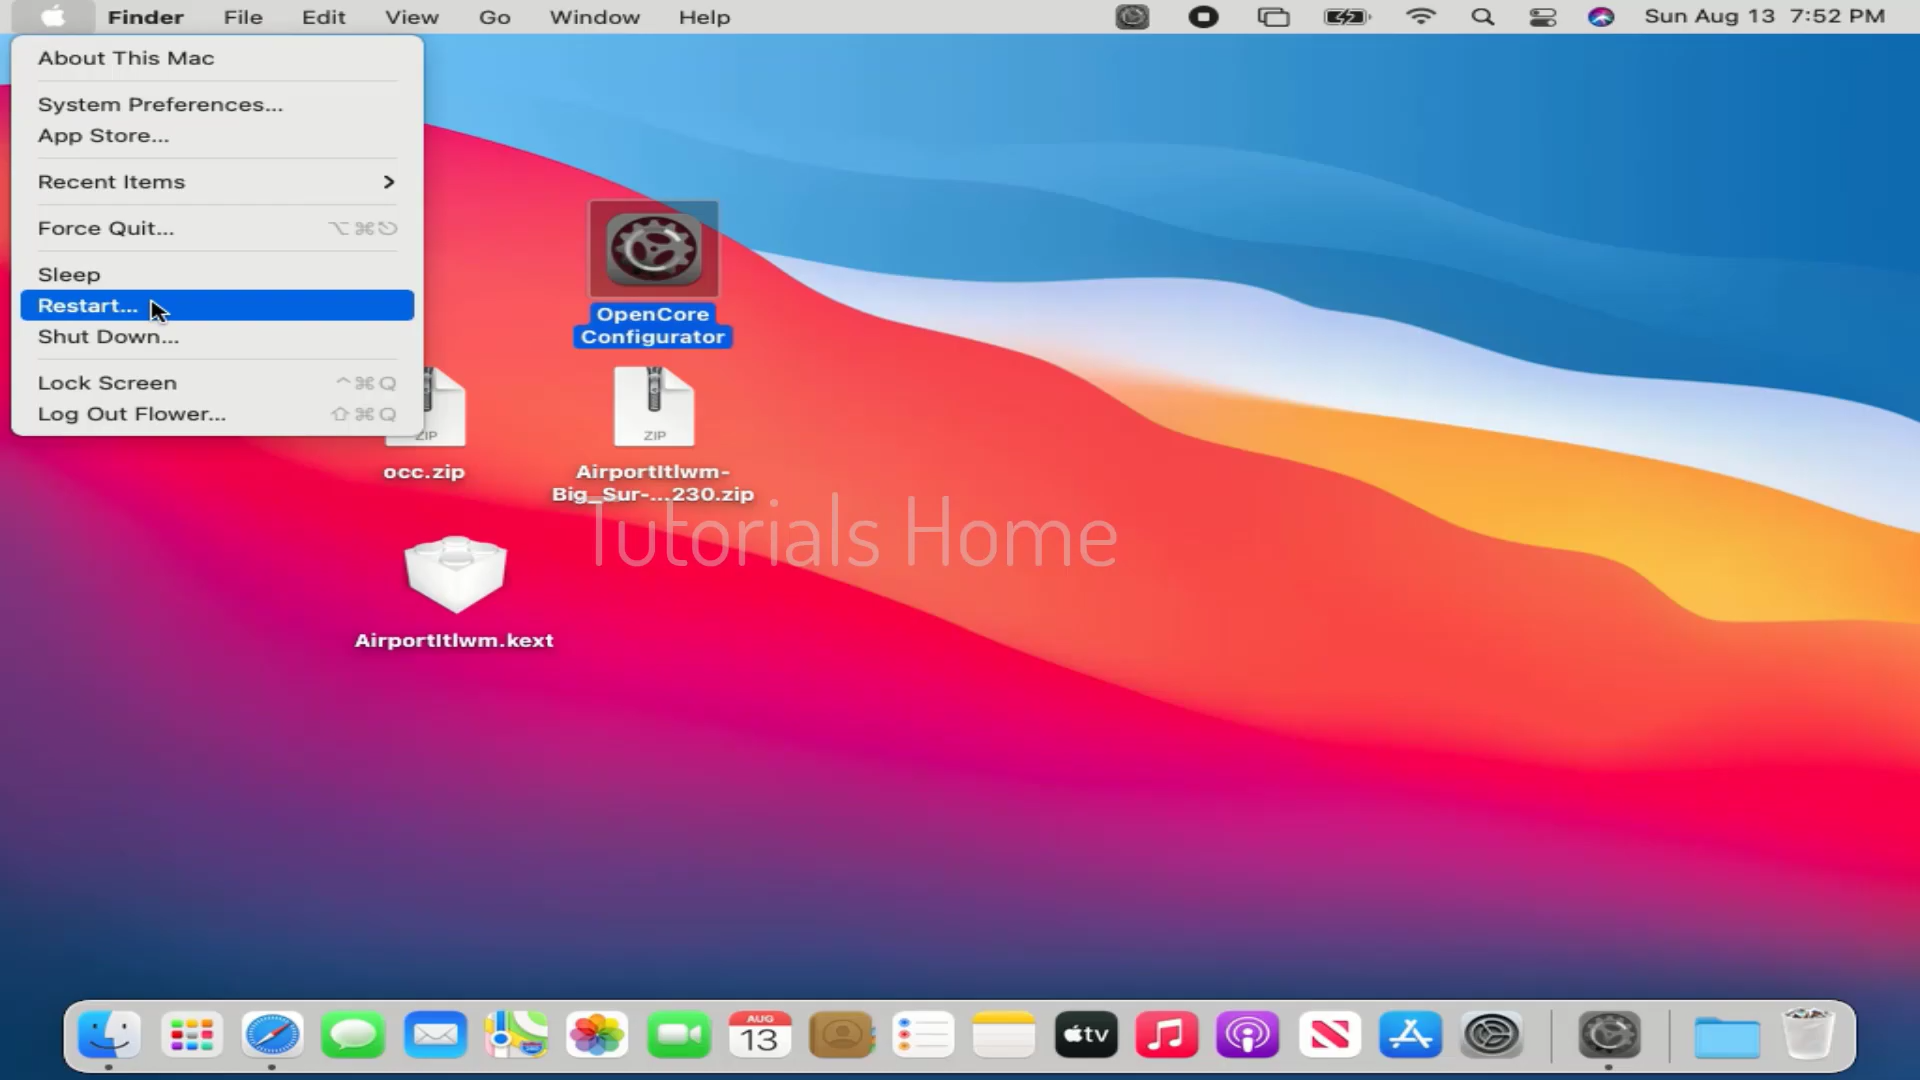 Finder File Edit View Go Window Help Sun Aug 13 7:52 PM
About This Mac
System Preferences...
App Store...
Recent Items
Force Quit... ⌥⌘⎋
Sleep
Restart...
Shut Down...
Lock Screen ^⌘Q
Log Out Flower... ⇧⌘Q
OpenCore
Configurator
ZIP
occ.zip
ZIP
AirportItlwm-
Big_Sur-...230.zip
Tutorials Home
AirportItlwm.kext
AUG
13
tv